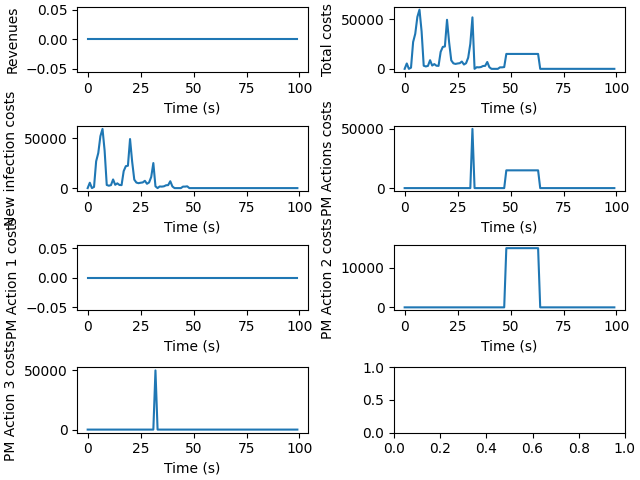 Revenues
0.05
0.00
−0.05
0 25 50 75 100
Time (s)
Total costs
50000
0
0 25 50 75 100
Time (s)
New infection costs
50000
0
0 25 50 75 100
Time (s)
PM Actions costs
50000
0
0 25 50 75 100
Time (s)
PM Action 1 costs
0.05
0.00
−0.05
0 25 50 75 100
Time (s)
PM Action 2 costs
10000
0
0 25 50 75 100
Time (s)
PM Action 3 costs
50000
0
0 25 50 75 100
Time (s)
1.0
0.5
0.0
0.0 0.2 0.4 0.6 0.8 1.0